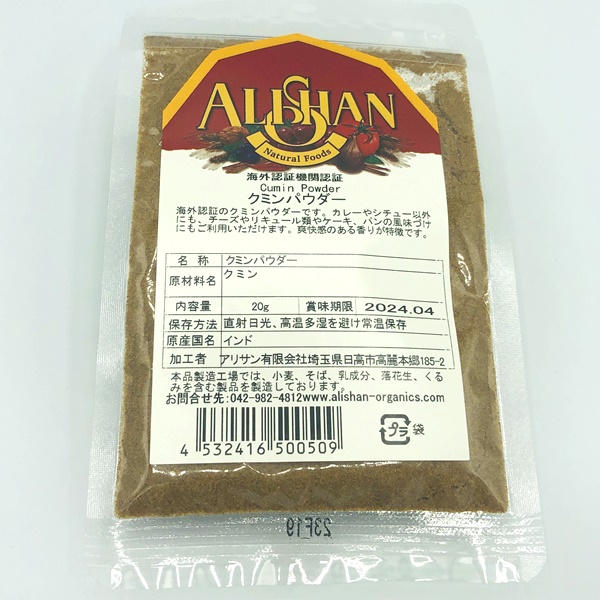 ALISHAN
Natural Foods
海外認証機関認証
Cumin Powder
クミンパウダー
海外認証のクミンパウダーです。カレーやシチュー以外
にも、チーズやリキュール類やケーキ、パンの風味づけ
にもご利用いただけます。爽快感のある香りが特徴です。
名 称 クミンパウダー
原材料名 クミン
内容量 20g 賞味期限 2024.04
保存方法 直射日光、高温多湿を避け常温保存
原産国名 インド
加工者 アリサン有限会社埼玉県日高市高麗本郷185-2
本品製造工場では、小麦、そば、乳成分、落花生、くる
みを含む製品を製造しております。
お問合せ先:042-982-4812www.alishan-organics.com
4 532416 500509
プラ 袋
23F19